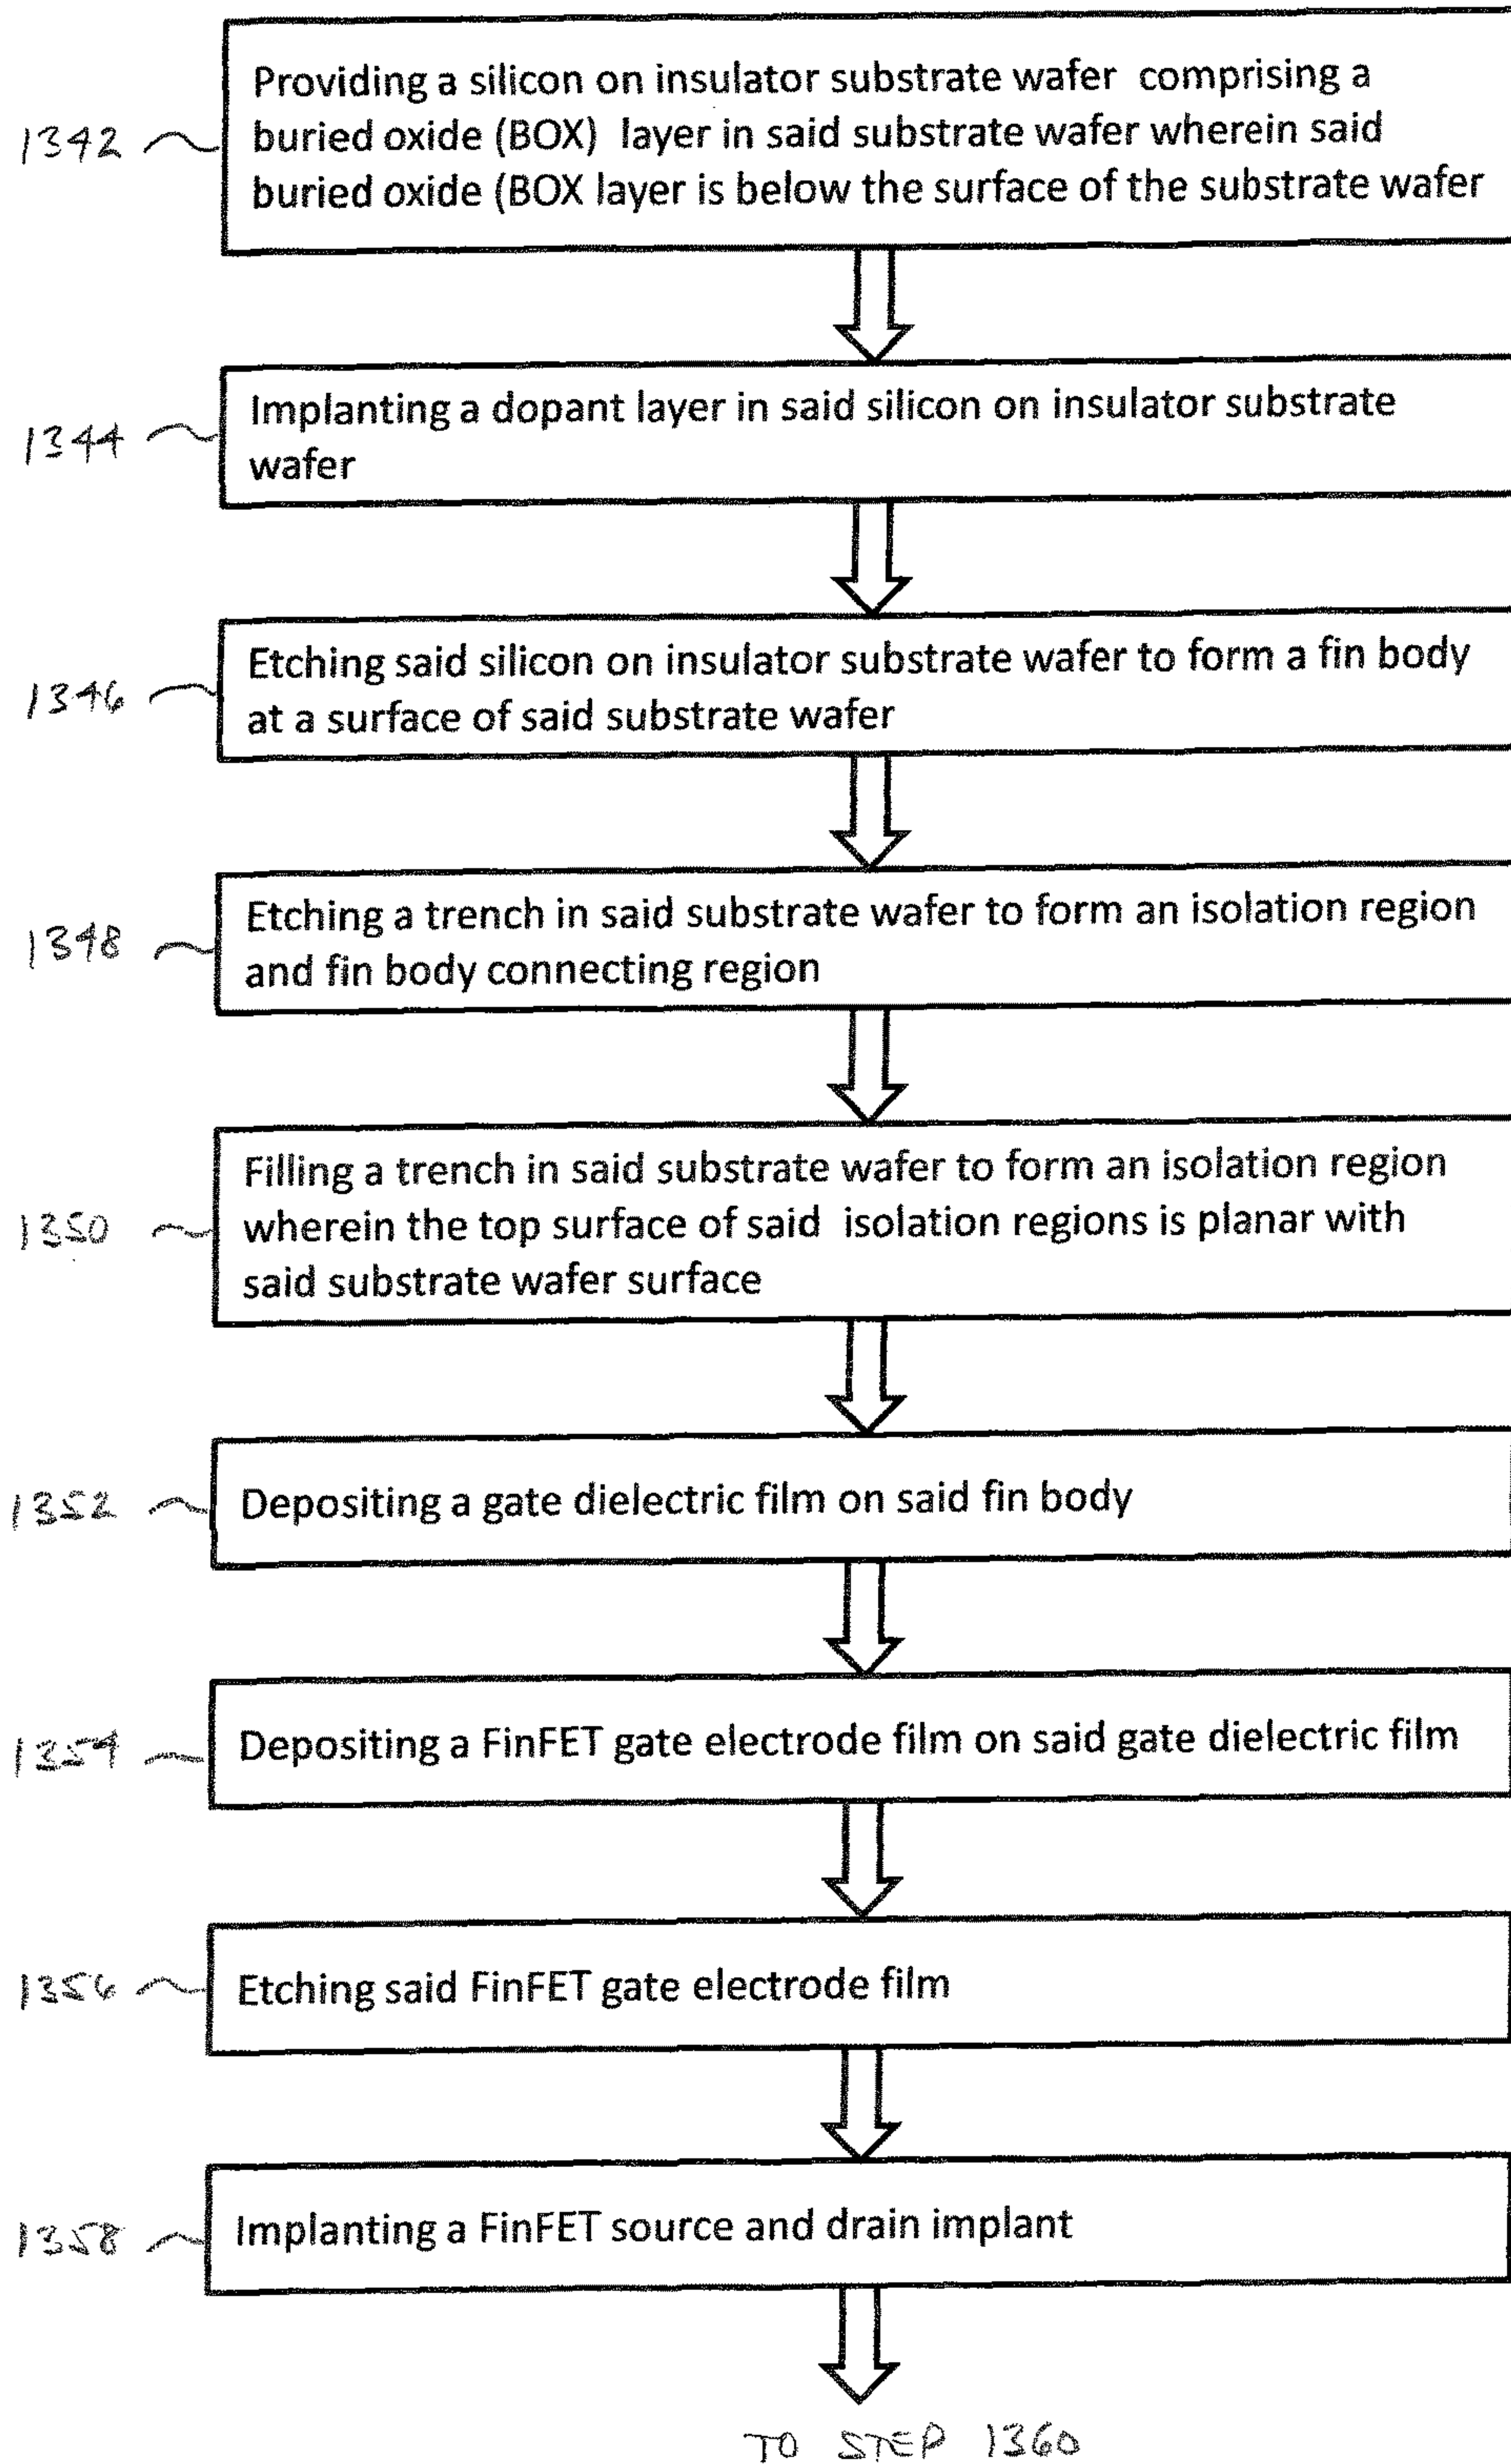 Providing a silicon on insulator substrate wafer comprising a
1342 buried oxide (BOX) layer in said substrate wafer wherein said
buried oxide (BOX layer is below the surface of the substrate wafer
1344 Implanting a dopant layer in said silicon on insulator substrate
wafer
1346 Etching said silicon on insulator substrate wafer to form a fin body
at a surface of said substrate wafer
1348 Etching a trench in said substrate wafer to form an isolation region
and fin body connecting region
Filling a trench in said substrate wafer to form an isolation region
1350 wherein the top surface of said isolation regions is planar with
said substrate wafer surface
1352 Depositing a gate dielectric film on said fin body
1354 Depositing a FinFET gate electrode film on said gate dielectric film
1356 Etching said FinFET gate electrode film
1358 Implanting a FinFET source and drain implant
TO STEP 1360